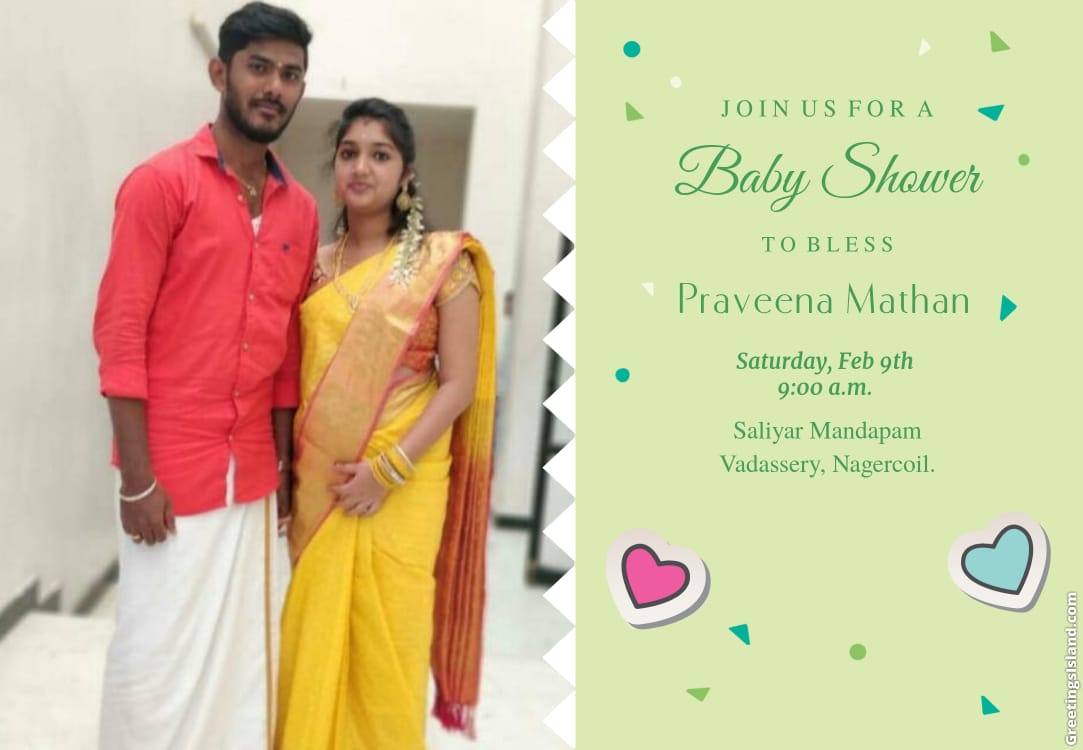 JOIN US FOR A
Baby Shower
TO BLESS
Praveena Mathan
Saturday, Feb 9th
9:00 a.m.
Saliyar Mandapam
Vadassery, Nagercoil.
GreetingsIsland.com